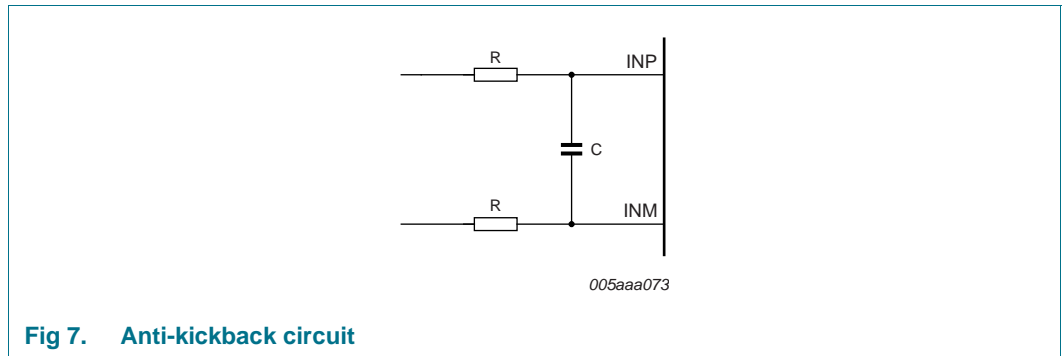 R
INP
C
R
INM
005aaa073
Fig 7. Anti-kickback circuit